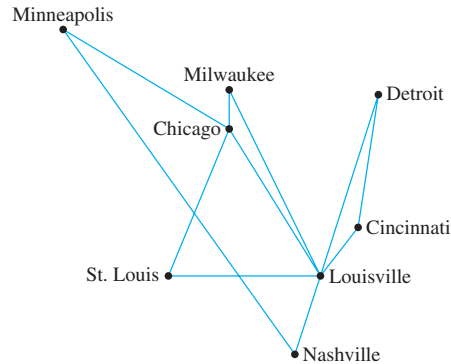 Minneapolis
Milwaukee
Detroit
Chicago
Cincinnati
St. Louis
Louisville
Nashville